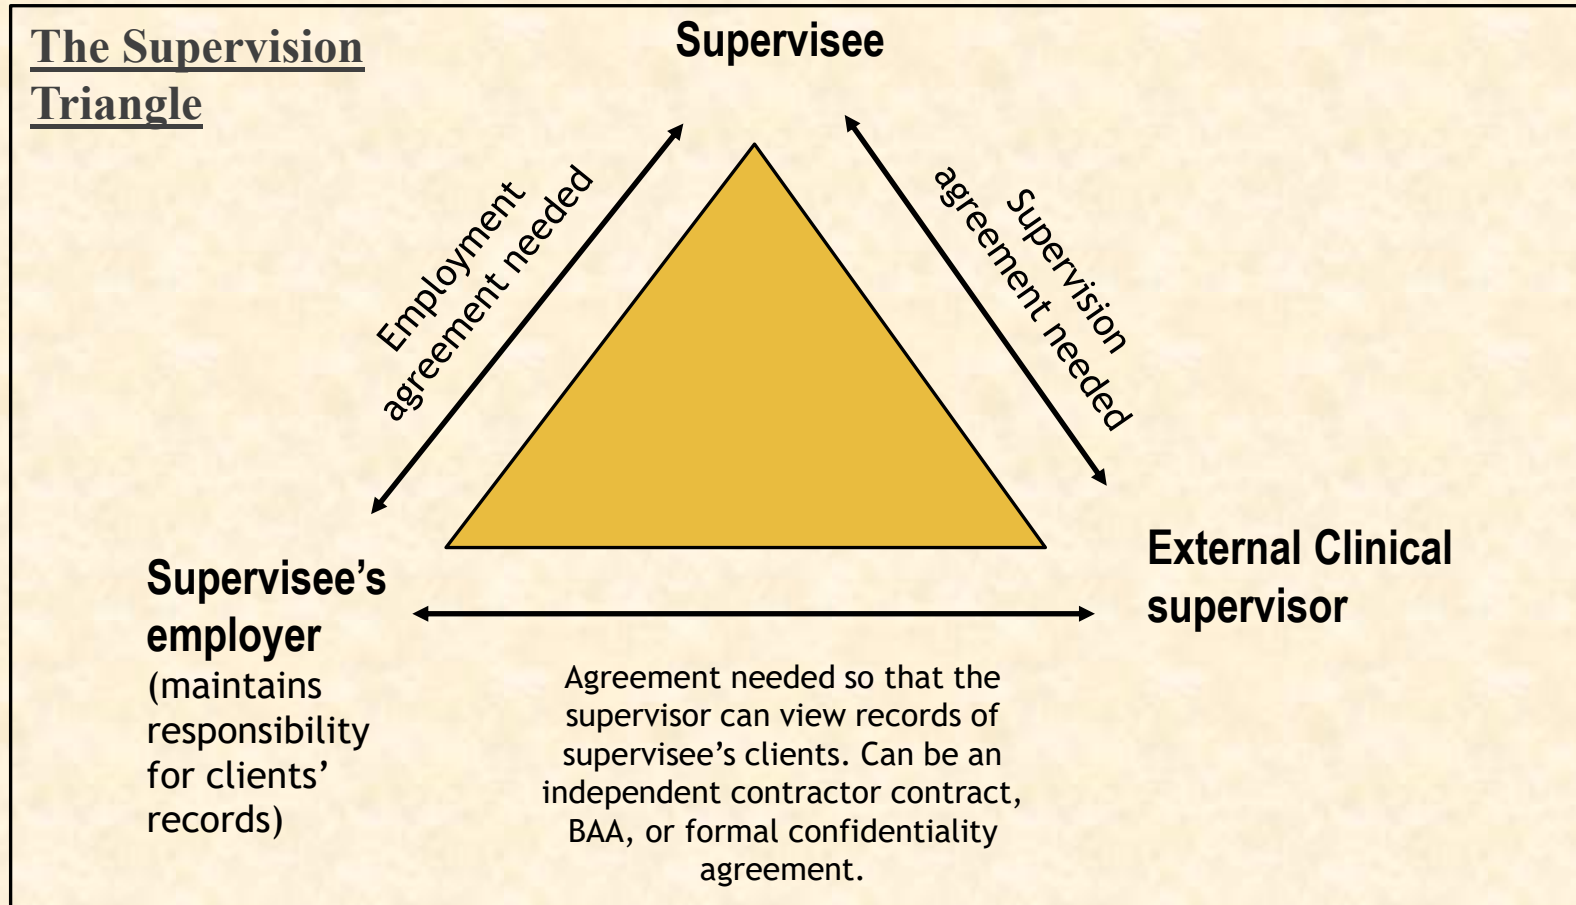 The Supervision
Triangle
Supervisee
Employment
agreement needed
Supervision
agreement needed
Supervisee’s
employer
(maintains
responsibility
for clients’
records)
External Clinical
supervisor
Agreement needed so that the
supervisor can view records of
supervisee’s clients. Can be an
independent contractor contract,
BAA, or formal confidentiality
agreement.